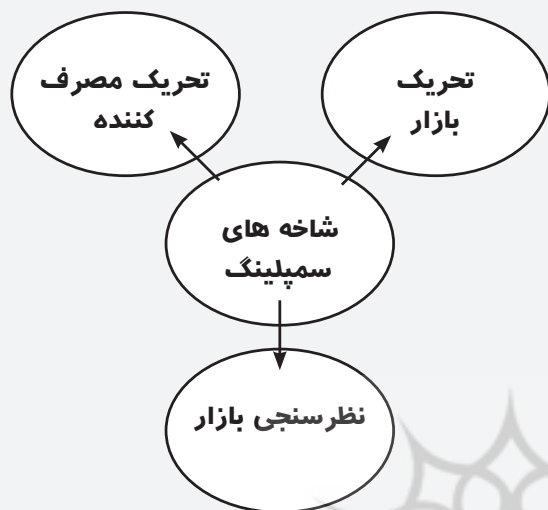 تحریک
بازار
تحریک مصرف
کننده
شاخه های
سمپلینگ
نظرسنجی بازار